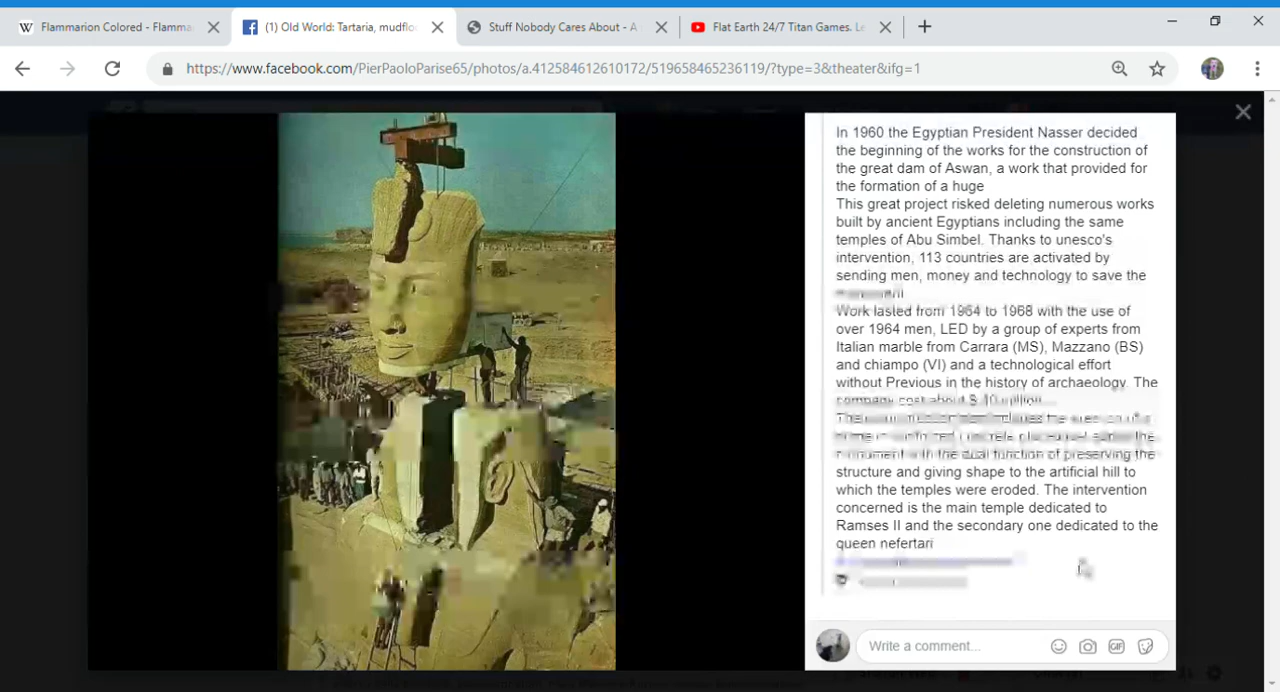 Flammarion Colored - Flamma
(1) Old World: Tartaria, mudflo
Stuff Nobody Cares About - A
Flat Earth 24/7 Titan Games. Le
https://www.facebook.com/PierPaoloParise65/photos/a.412584612610172/519658465236119/?type=3&theater&ifg=1
In 1960 the Egyptian President Nasser decided
the beginning of the works for the construction of
the great dam of Aswan, a work that provided for
the formation of a huge
This great project risked deleting numerous works
built by ancient Egyptians including the same
temples of Abu Simbel. Thanks to unesco's
intervention, 113 countries are activated by
sending men, money and technology to save the
Work lasted from 1964 to 1968 with the use of
over 1964 men, LED by a group of experts from
Italian marble from Carrara (MS), Mazzano (BS)
and chiampo (VI) and a technological effort
without Previous in the history of archaeology. The
company cost about $ 40 million
the
the
monument with the dual function of preserving the
structure and giving shape to the artificial hill to
which the temples were eroded. The intervention
concerned is the main temple dedicated to
Ramses II and the secondary one dedicated to the
queen nefertari
Write a comment...
GIF